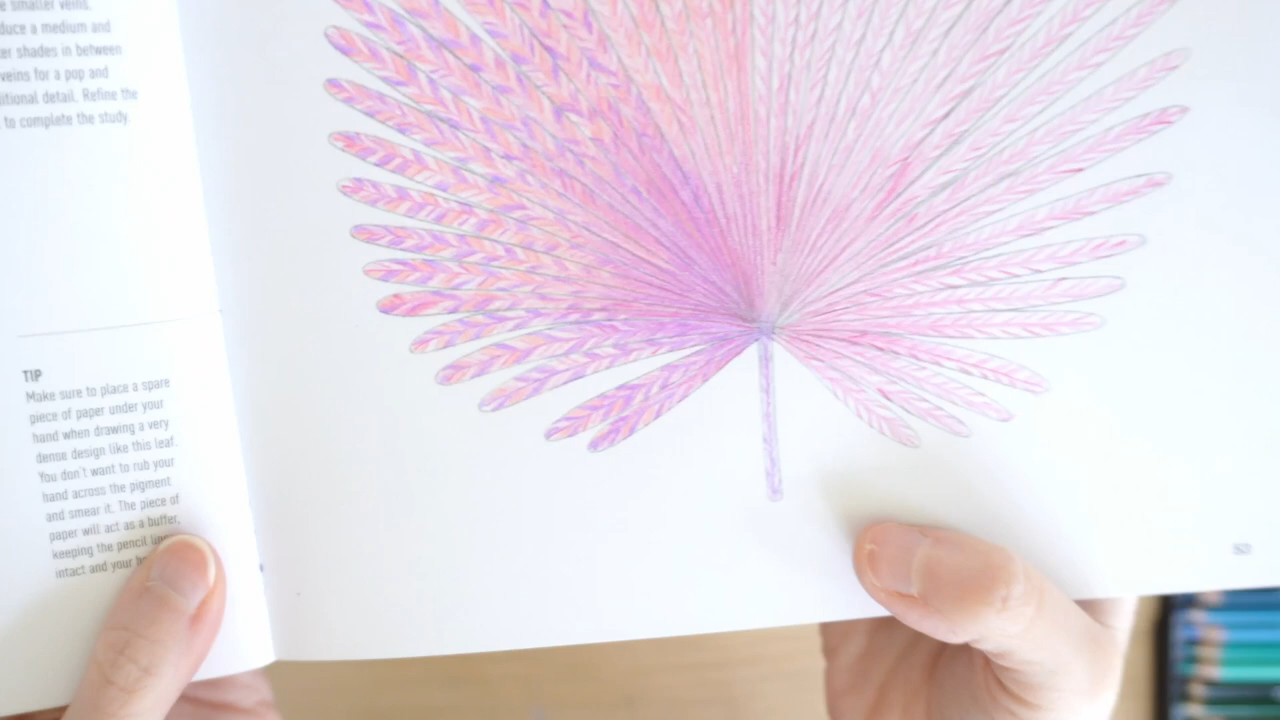 smaller veins.
duce a medium and
er shades in between
veins for a pop and
itional detail. Refine the
to complete the study.
TIP
Make sure to place a spare
piece of paper under your
hand when drawing a very
dense design like this leaf.
You don't want to rub your
hand across the pigment
and smear it. The piece of
paper will act as a buffer,
keeping the pencil
intact and your